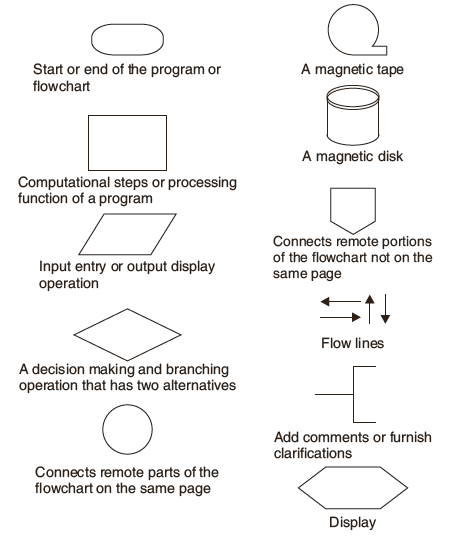 Start or end of the program or
flowchart
Computational steps or processing
function of a program
Input entry or output display
operation
A decision making and branching
operation that has two alternatives
Connects remote parts of the
flowchart on the same page
A magnetic tape
A magnetic disk
Connects remote portions
of the flowchart not on the
same page
Flow lines
Add comments or furnish
clarifications
Display